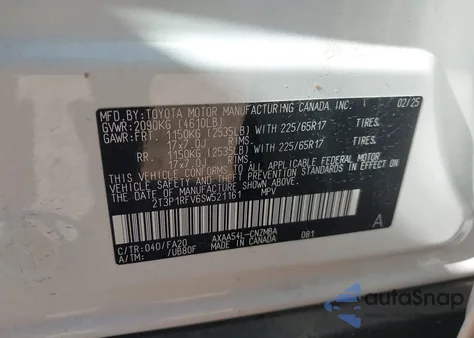 MFD. BY: TOYOTA MOTOR MANUFACTURING CANADA, INC. 02/25
GVWR: 2090KG (4610LB)
GAWR: FRT. 1150KG (2535LB) WITH 225/65R17 TIRES,
17x7.0J RIMS,
RR. 1150KG (2535LB) WITH 225/65R17 TIRES,
17x7.0J RIMS,
THIS VEHICLE CONFORMS TO ALL APPLICABLE FEDERAL MOTOR
VEHICLE SAFETY AND THEFT PREVENTION STANDARDS IN EFFECT
ON THE DATE OF MANUFACTURE SHOWN ABOVE.
2T3P1RFV6SW521161 MPV
A
C/TR: 040/FA20 AXAA54L-CNZMBA 081
A/TM: /UB80F MADE IN CANADA
autoSnap